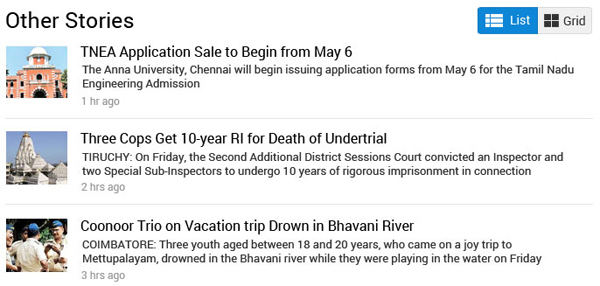 Other Stories
List
Grid
TNEA Application Sale to Begin from May 6
The Anna University, Chennai will begin issuing application forms from May 6 for the Tamil Nadu
Engineering Admission
1 hr ago
Three Cops Get 10-year RI for Death of Undertrial
TIRUCHY: On Friday, the Second Additional District Sessions Court convicted an Inspector and
two Special Sub-Inspectors to undergo 10 years of rigorous imprisonment in connection
2 hrs ago
Coonoor Trio on Vacation trip Drown in Bhavani River
COIMBATORE: Three youth aged between 18 and 20 years, who came on a joy trip to
Mettupalayam, drowned in the Bhavani river while they were playing in the water on Friday
3 hrs ago